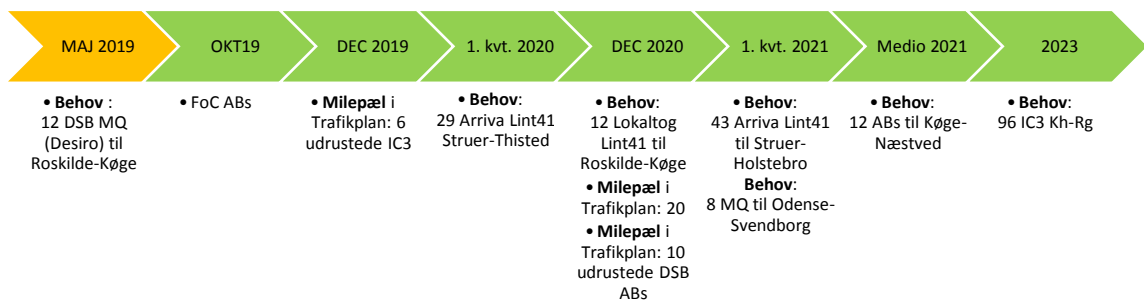 MAJ 2019
OKT19
DEC 2019
1. kvt. 2020
DEC 2020
1. kvt. 2021
Medio 2021
2023
• Behov :
12 DSB MQ
(Desiro) til
Roskilde-Køge
• FoC ABs
• Milepæl i
Trafikplan: 6
udrustede IC3
• Behov:
29 Arriva Lint41
Struer-Thisted
• Behov:
12 Lokaltog
Lint41 til
Roskilde-Køge
• Milepæl i
Trafikplan: 20
• Milepæl i
Trafikplan: 10
udrustede DSB
ABs
• Behov:
43 Arriva Lint41
til Struer-
Holstebro
Behov:
8 MQ til Odense-
Svendborg
• Behov:
12 ABs til Køge-
Næstved
• Behov:
96 IC3 Kh-Rg